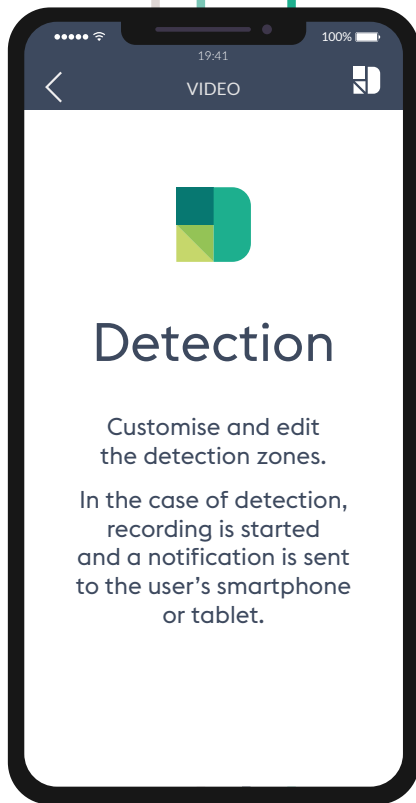 100%
19:41
VIDEO
Detection
Customise and edit
the detection zones.
In the case of detection,
recording is started
and a notification is sent
to the user's smartphone
or tablet.